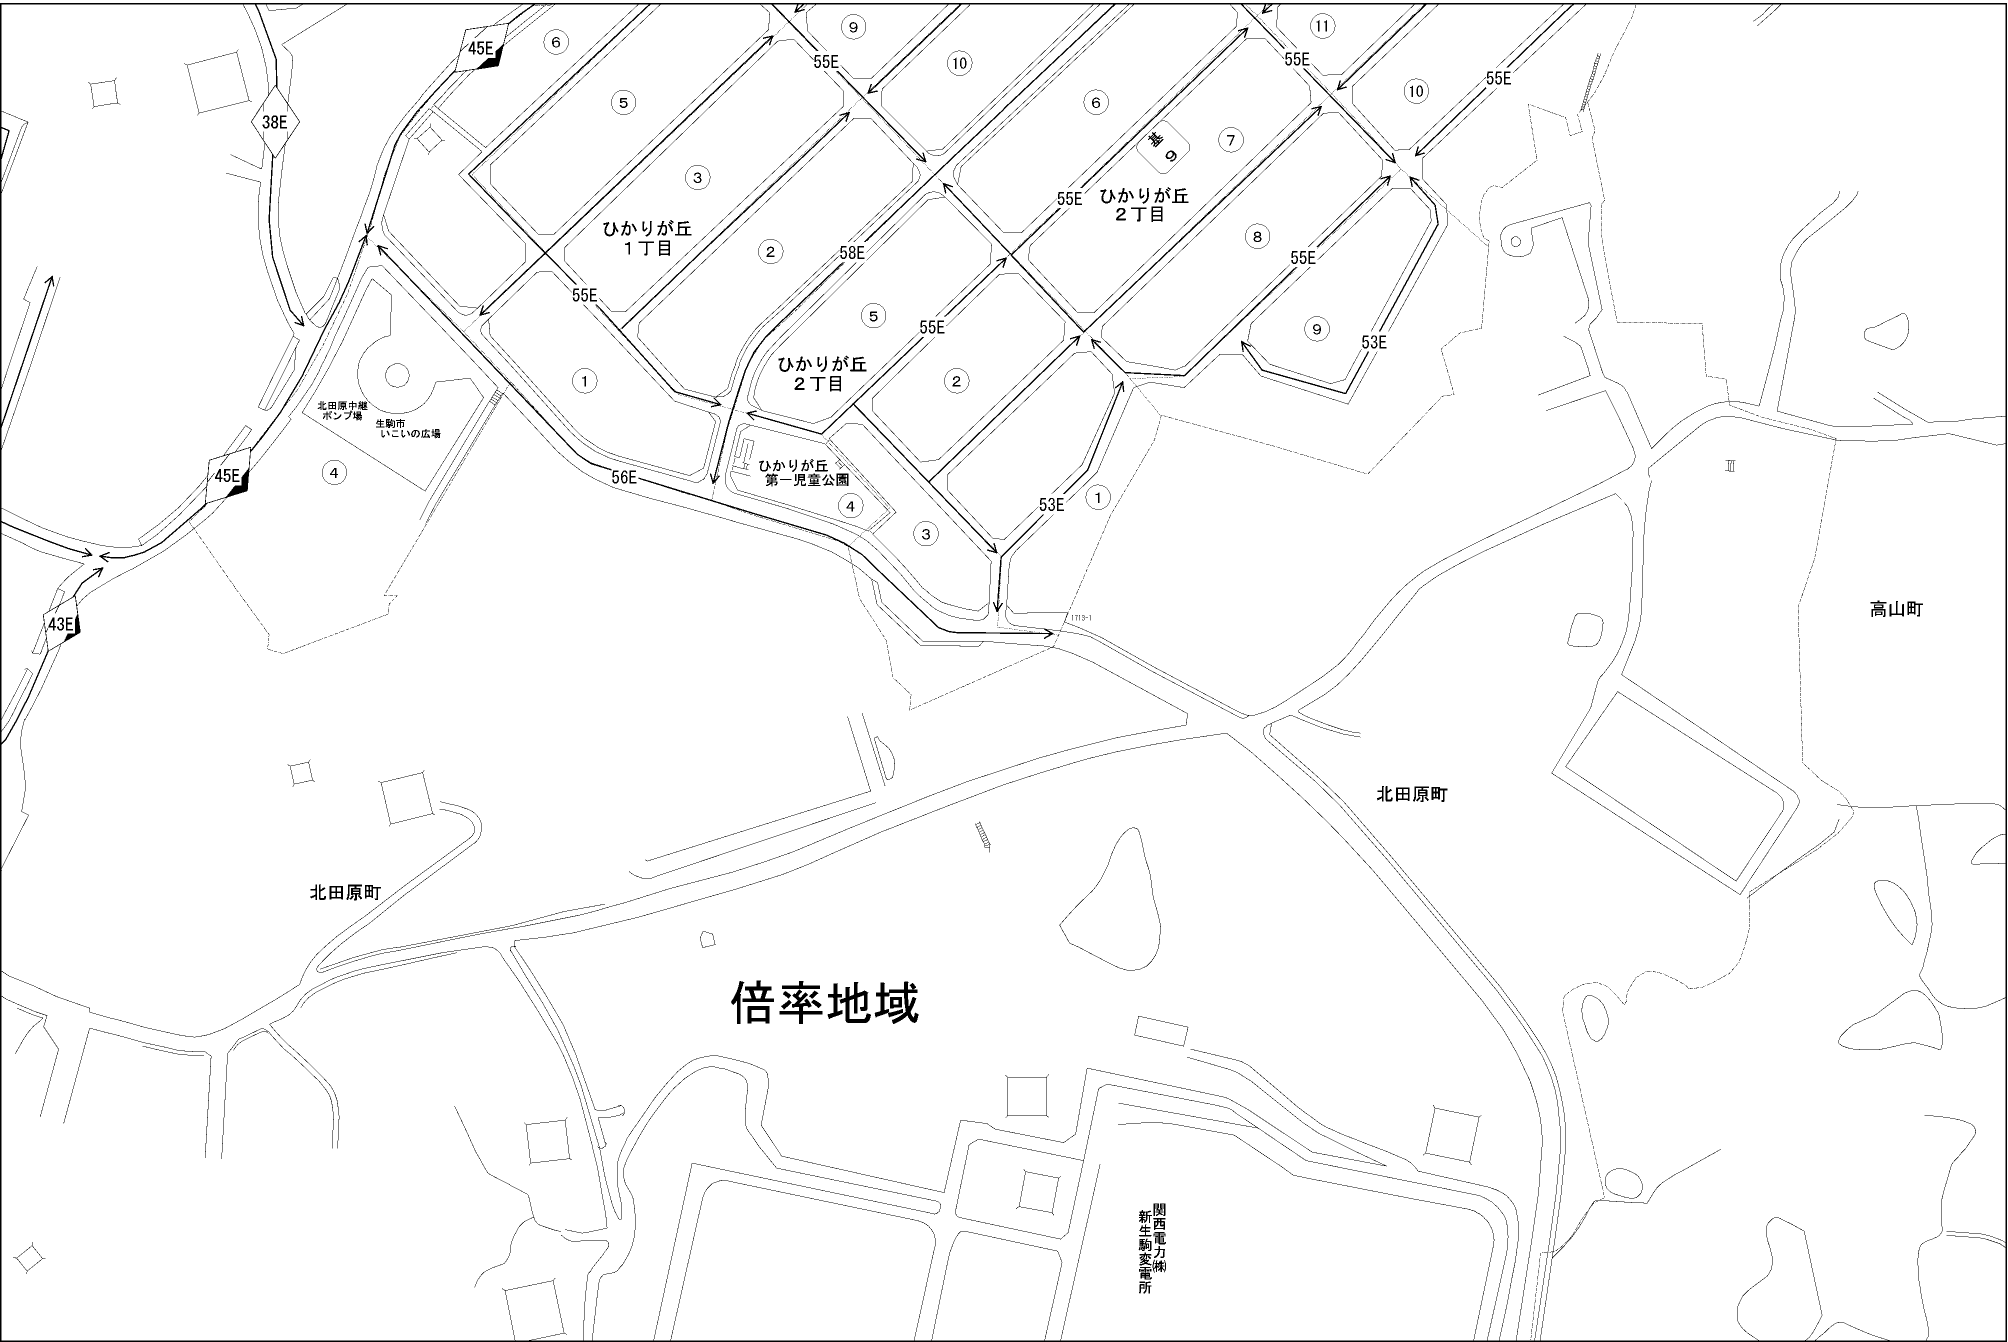 45E
⑥
⑨
55E
⑩
⑪
55E
55E
⑩
38E
⑤
⑥
⑦
基
9
③
55E
ひかりが丘
2丁目
ひかりが丘
1丁目
②
58E
⑧
55E
55E
⑤
55E
⑨
53E
ひかりが丘
2丁目
①
②
北田原中継
ポンプ場
生駒市
いこいの広場
④
45E
56E
ひかりが丘
第一児童公園
④
53E
①
③
43E
1718-1
高山町
北田原町
北田原町
倍率地域
関西電力㈱
新生駒変電所